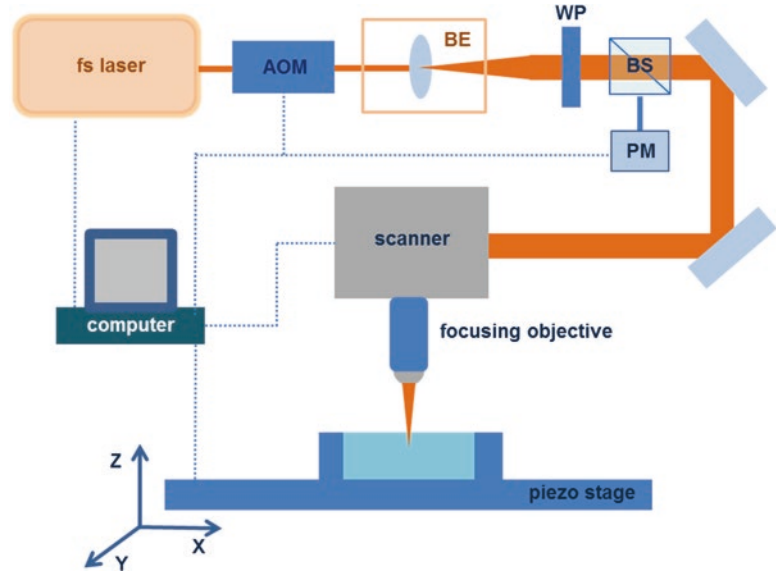 fs laser
AOM
BE
WP
BS
PM
scanner
computer
focusing objective
Z
X
Y
piezo stage